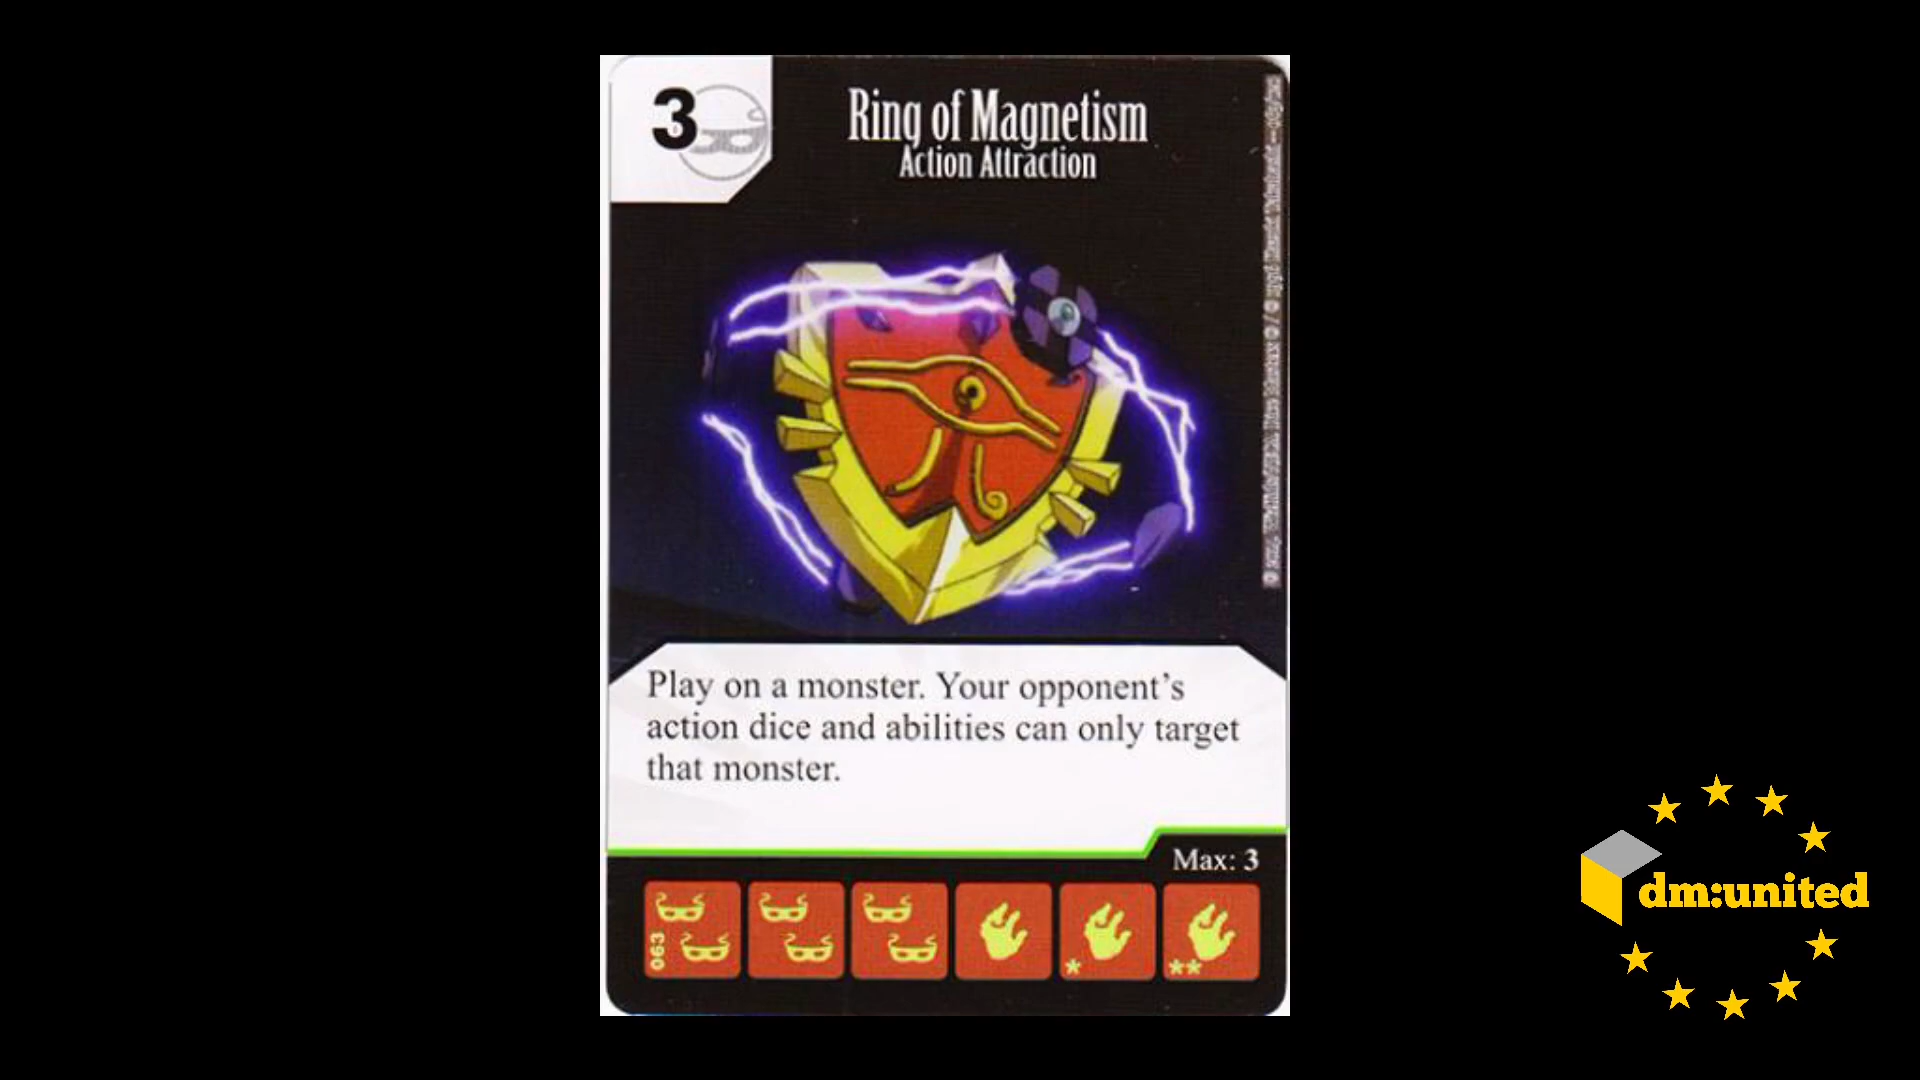 3
Ring of Magnetism
Action Attraction
Play on a monster. Your opponent's
action dice and abilities can only target
that monster.
Max: 3
063
*
**
dm:united